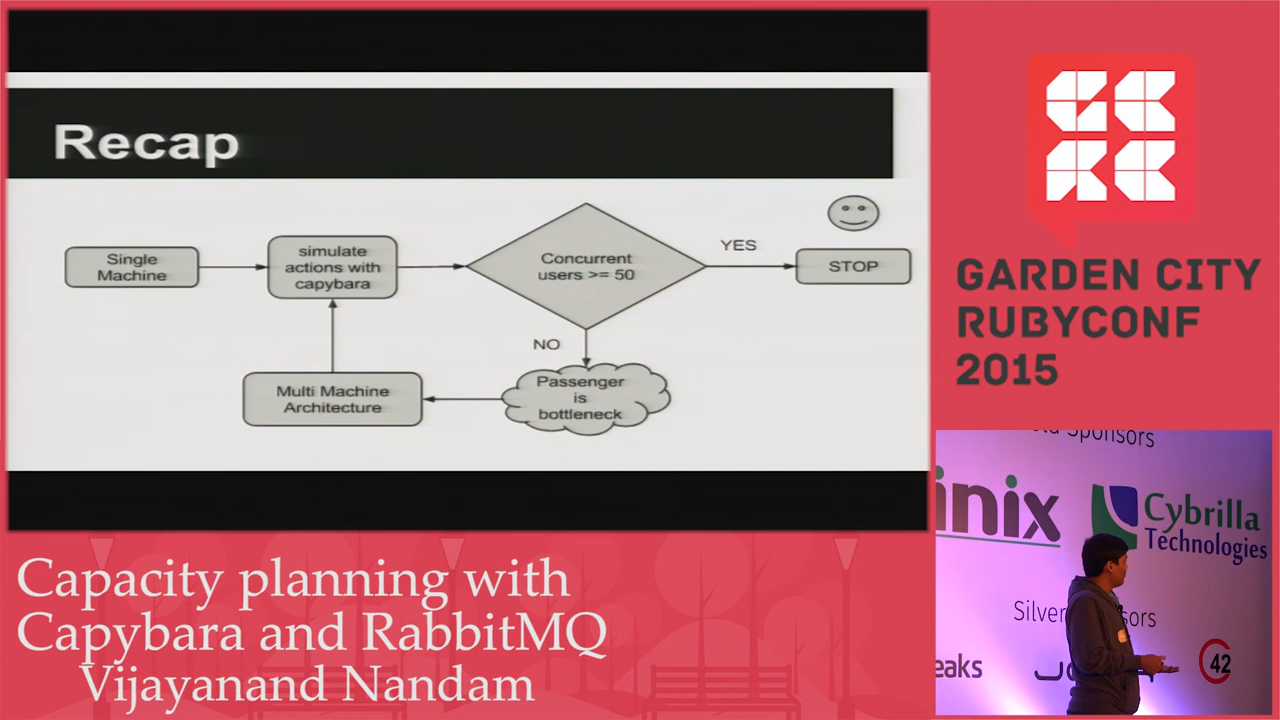 Recap
Single
Machine
simulate
actions with
capybara
Concurrent
users >= 50
YES
STOP
NO
Passenger
is
bottleneck
Multi Machine
Architecture
GARDEN CITY
RUBYCONF
2015
Sponsors
inix
Cybrilla
Technologies
Silver
eaks
42
Capacity planning with
Capybara and RabbitMQ
Vijayanand Nandam